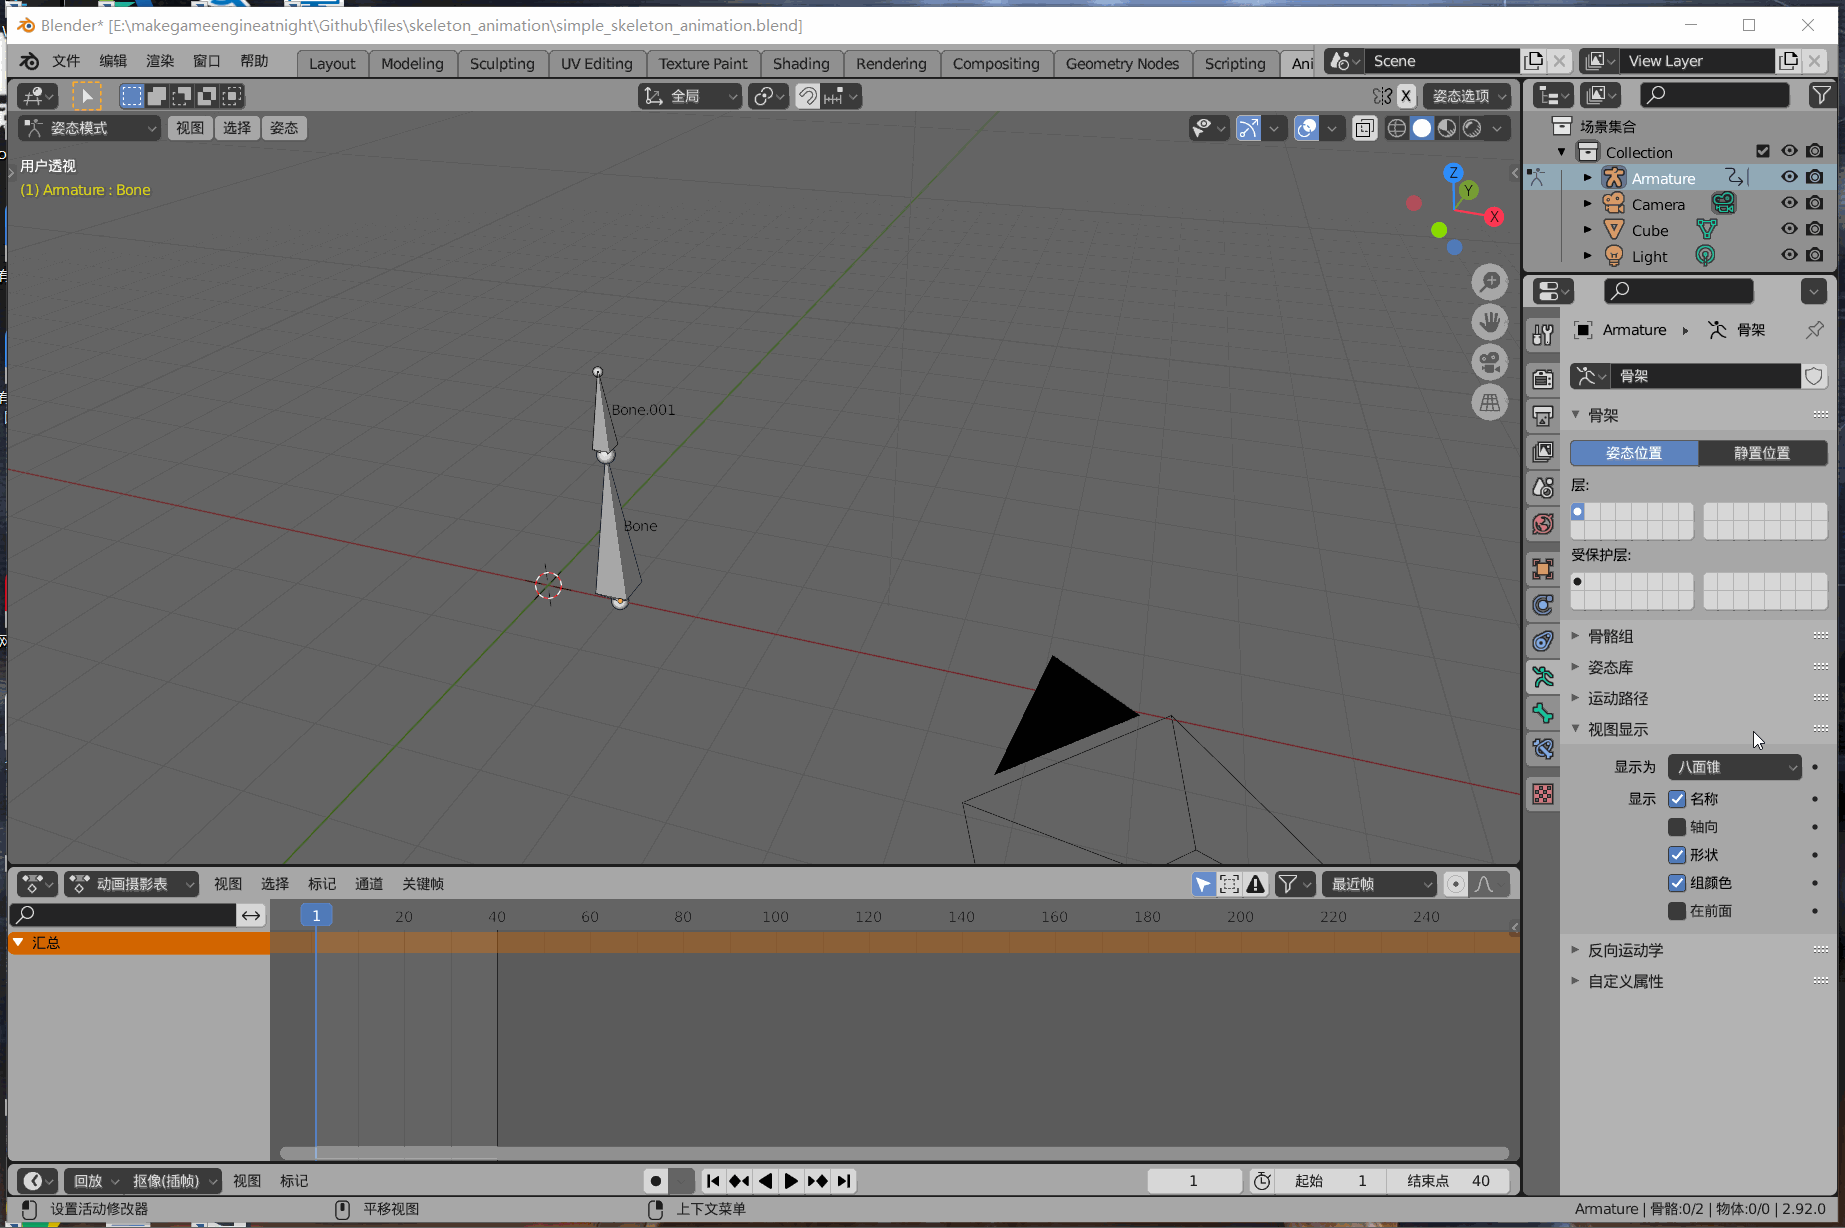 Blender* [E:\makegameengineatnight\Github\files\skeleton_animation\simple_skeleton_animation.blend]
文件 编辑 渲染 窗口 帮助 Layout Modeling Sculpting UV Editing Texture Paint Shading Rendering Compositing Geometry Nodes Scripting Ani Scene View Layer
全局 X 姿态选项
姿态模式 视图 选择 姿态
用户透视
(1) Armature : Bone
Z
Y
X
Bone.001
Bone
场景集合
Collection
Armature
Camera
Cube
Light
Armature ▸ 骨架
骨架
骨架
姿态位置 静置位置
层:
受保护层:
骨骼组
姿态库
运动路径
视图显示
显示为 八面锥
显示 名称
轴向
形状
组颜色
在前面
反向运动学
自定义属性
动画摄影表 视图 选择 标记 通道 关键帧 最近帧
1 20 40 60 80 100 120 140 160 180 200 220 240
汇总
回放 抠像(插帧) 视图 标记 1 起始 1 结束点 40
设置活动修改器 平移视图 上下文菜单 Armature | 骨骼:0/2 | 物体:0/0 | 2.92.0